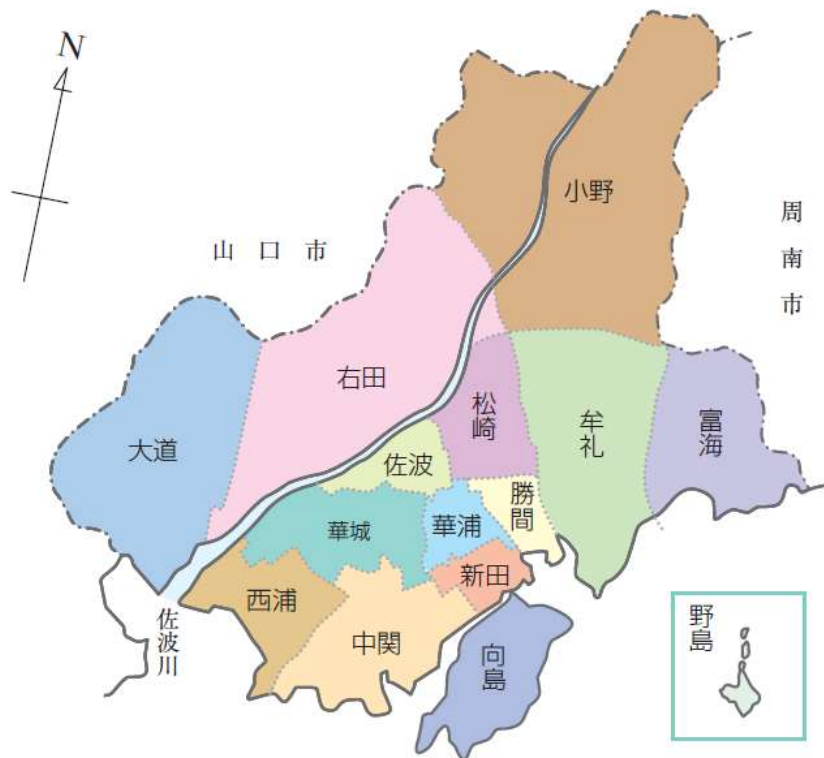 N
小野
周南市
山口市
右田
松崎
牟礼
富海
大道
佐波
勝間
華浦
華城
新田
西浦
中関
佐波川
向島
野島